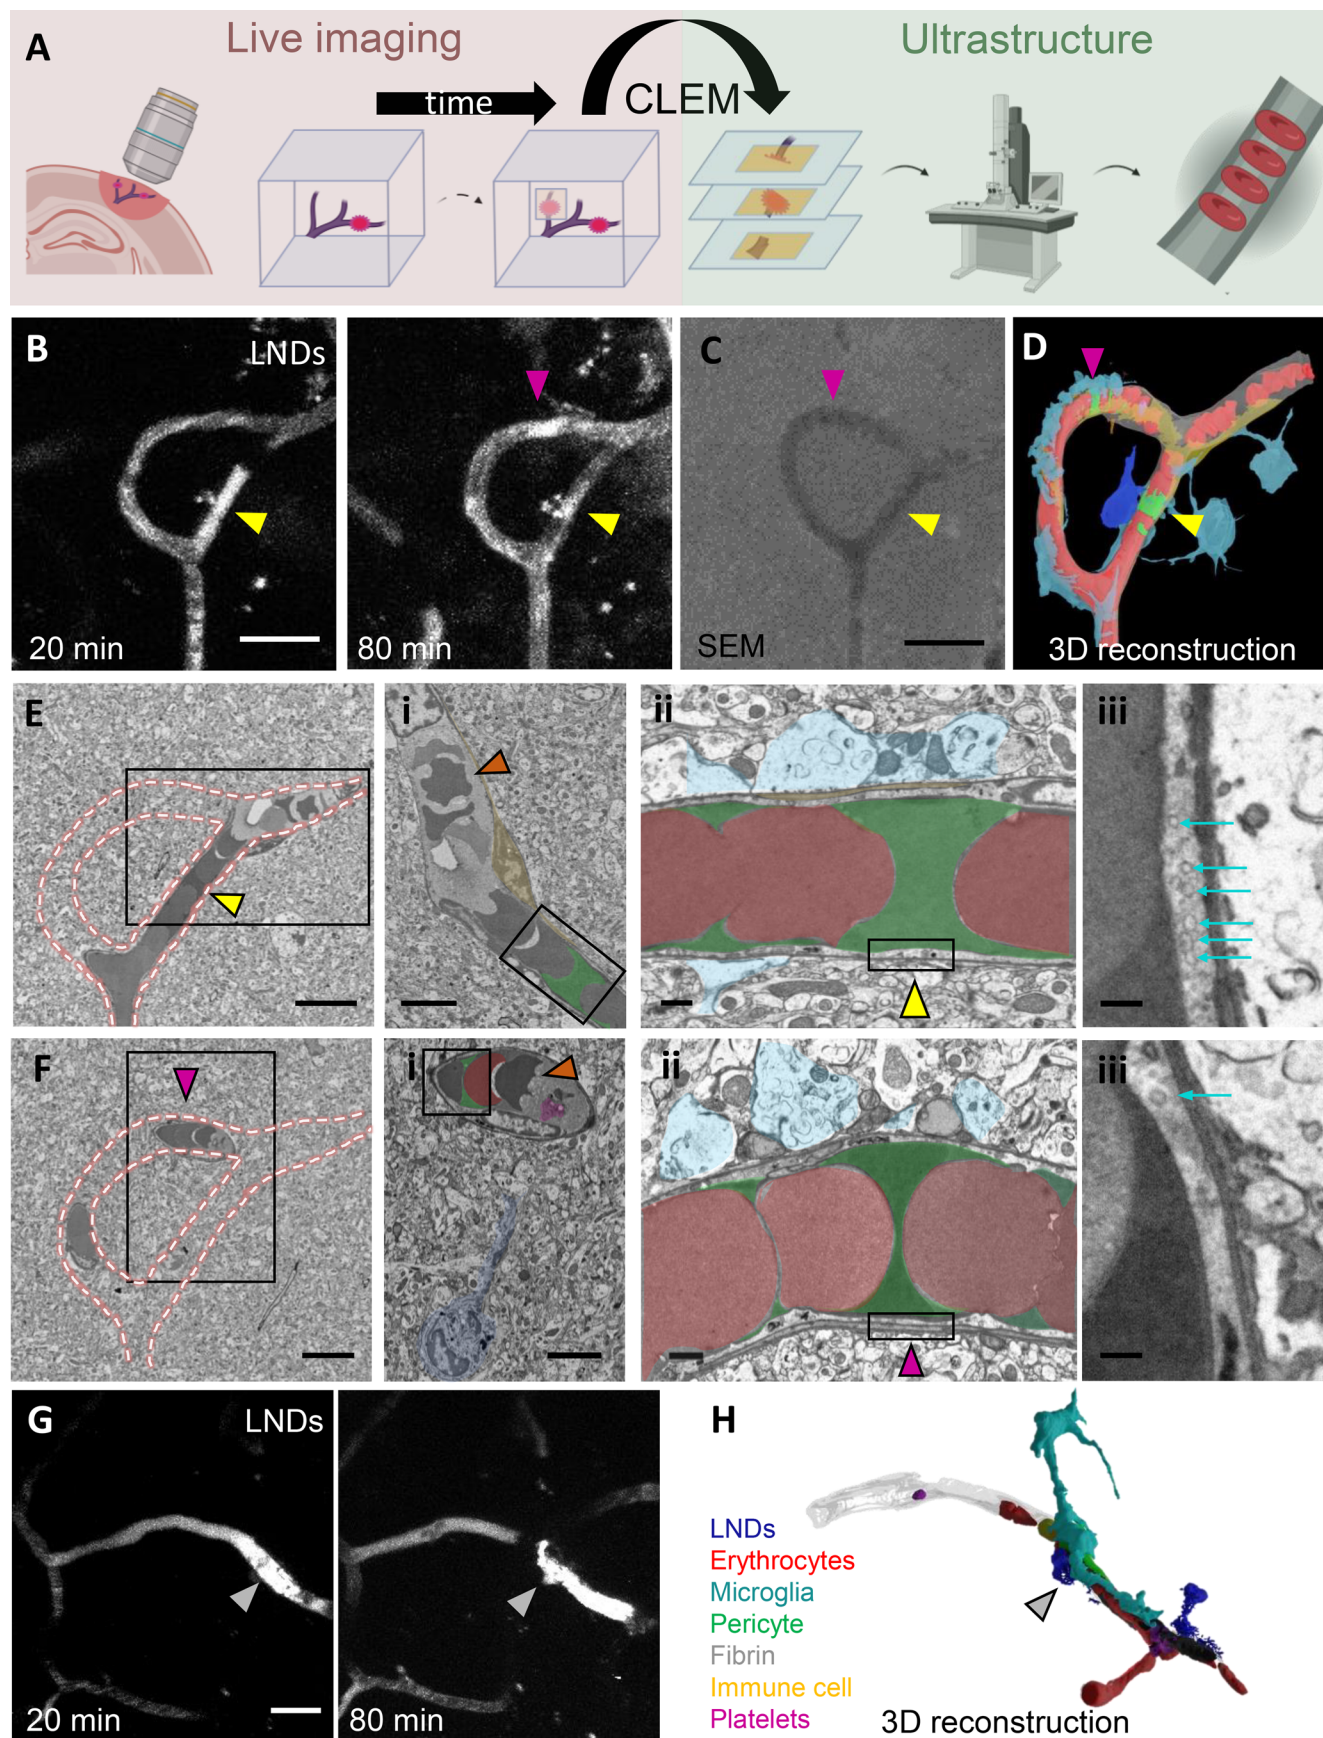 A
Live imaging
time
CLEM
Ultrastructure
B
LNDs
20 min
80 min
C
SEM
D
3D reconstruction
E
i
ii
iii
F
i
ii
iii
G
LNDs
20 min
80 min
H
LNDs
Erythrocytes
Microglia
Pericyte
Fibrin
Immune cell
Platelets
3D reconstruction